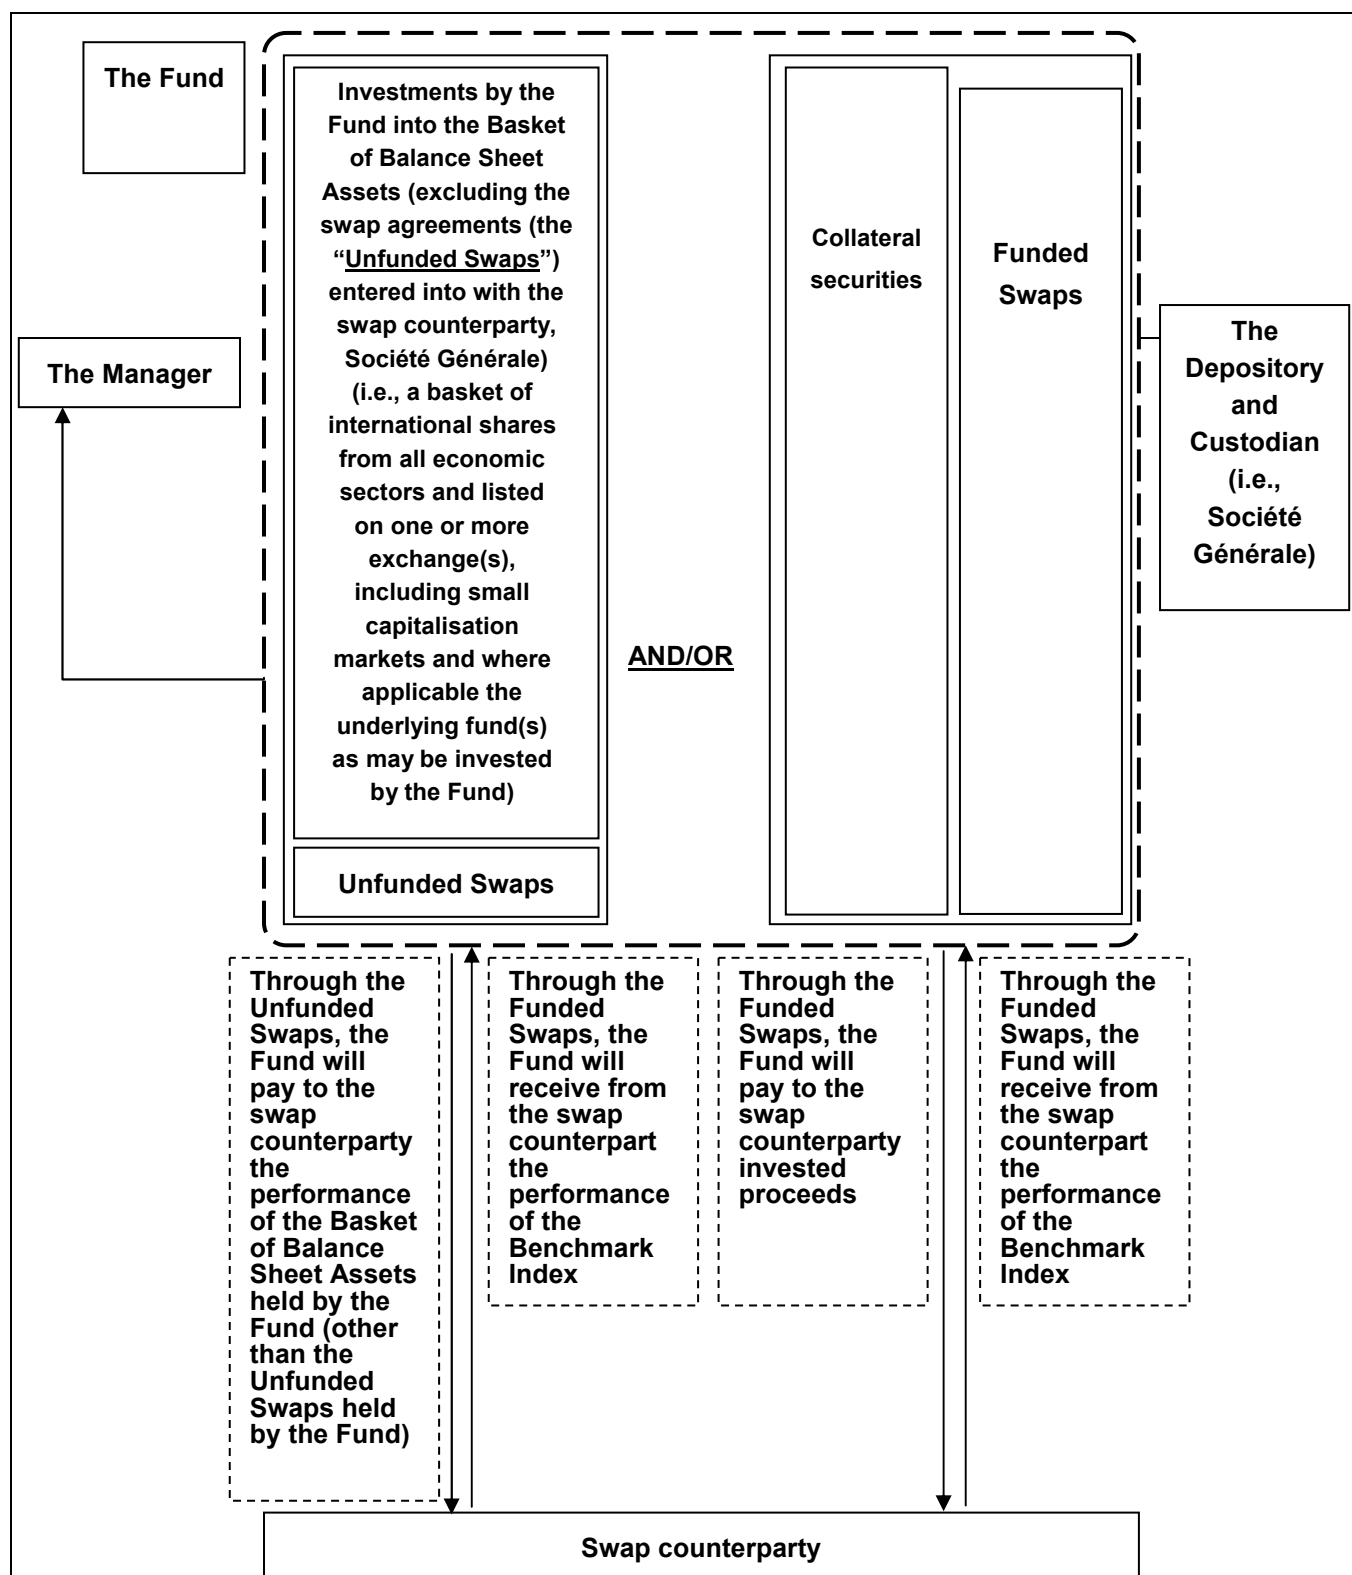 The Fund
Investments by the
Fund into the Basket
of Balance Sheet
Assets (excluding the
swap agreements (the
“Unfunded Swaps”)
entered into with the
swap counterparty,
Société Générale)
(i.e., a basket of
international shares
from all economic
sectors and listed
on one or more
exchange(s),
including small
capitalisation
markets and where
applicable the
underlying fund(s)
as may be invested
by the Fund)
Unfunded Swaps
AND/OR
Collateral
securities
Funded
Swaps
The Manager
The
Depository
and
Custodian
(i.e.,
Société
Générale)
Through the
Unfunded
Swaps, the
Fund will
pay to the
swap
counterparty
the
performance
of the Basket
of Balance
Sheet Assets
held by the
Fund (other
than the
Unfunded
Swaps held
by the Fund)
Through the
Funded
Swaps, the
Fund will
receive from
the swap
counterpart
the
performance
of the
Benchmark
Index
Through the
Funded
Swaps, the
Fund will
pay to the
swap
counterparty
invested
proceeds
Through the
Funded
Swaps, the
Fund will
receive from
the swap
counterpart
the
performance
of the
Benchmark
Index
Swap counterparty